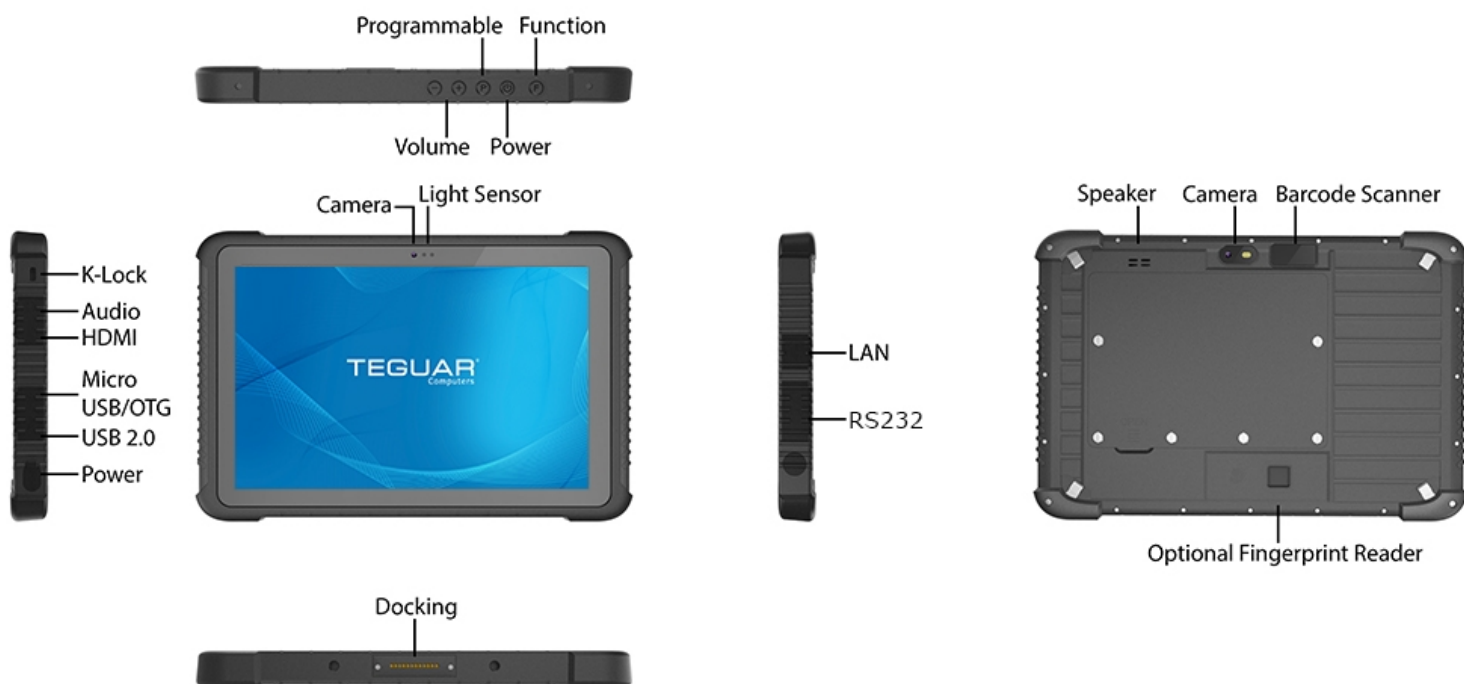 Programmable Function
Volume Power
Camera Light Sensor
K-Lock
Audio
HDMI
Micro
USB/OTG
USB 2.0
Power
TEGUAR
Computers
LAN
RS232
Speaker Camera Barcode Scanner
Optional Fingerprint Reader
Docking